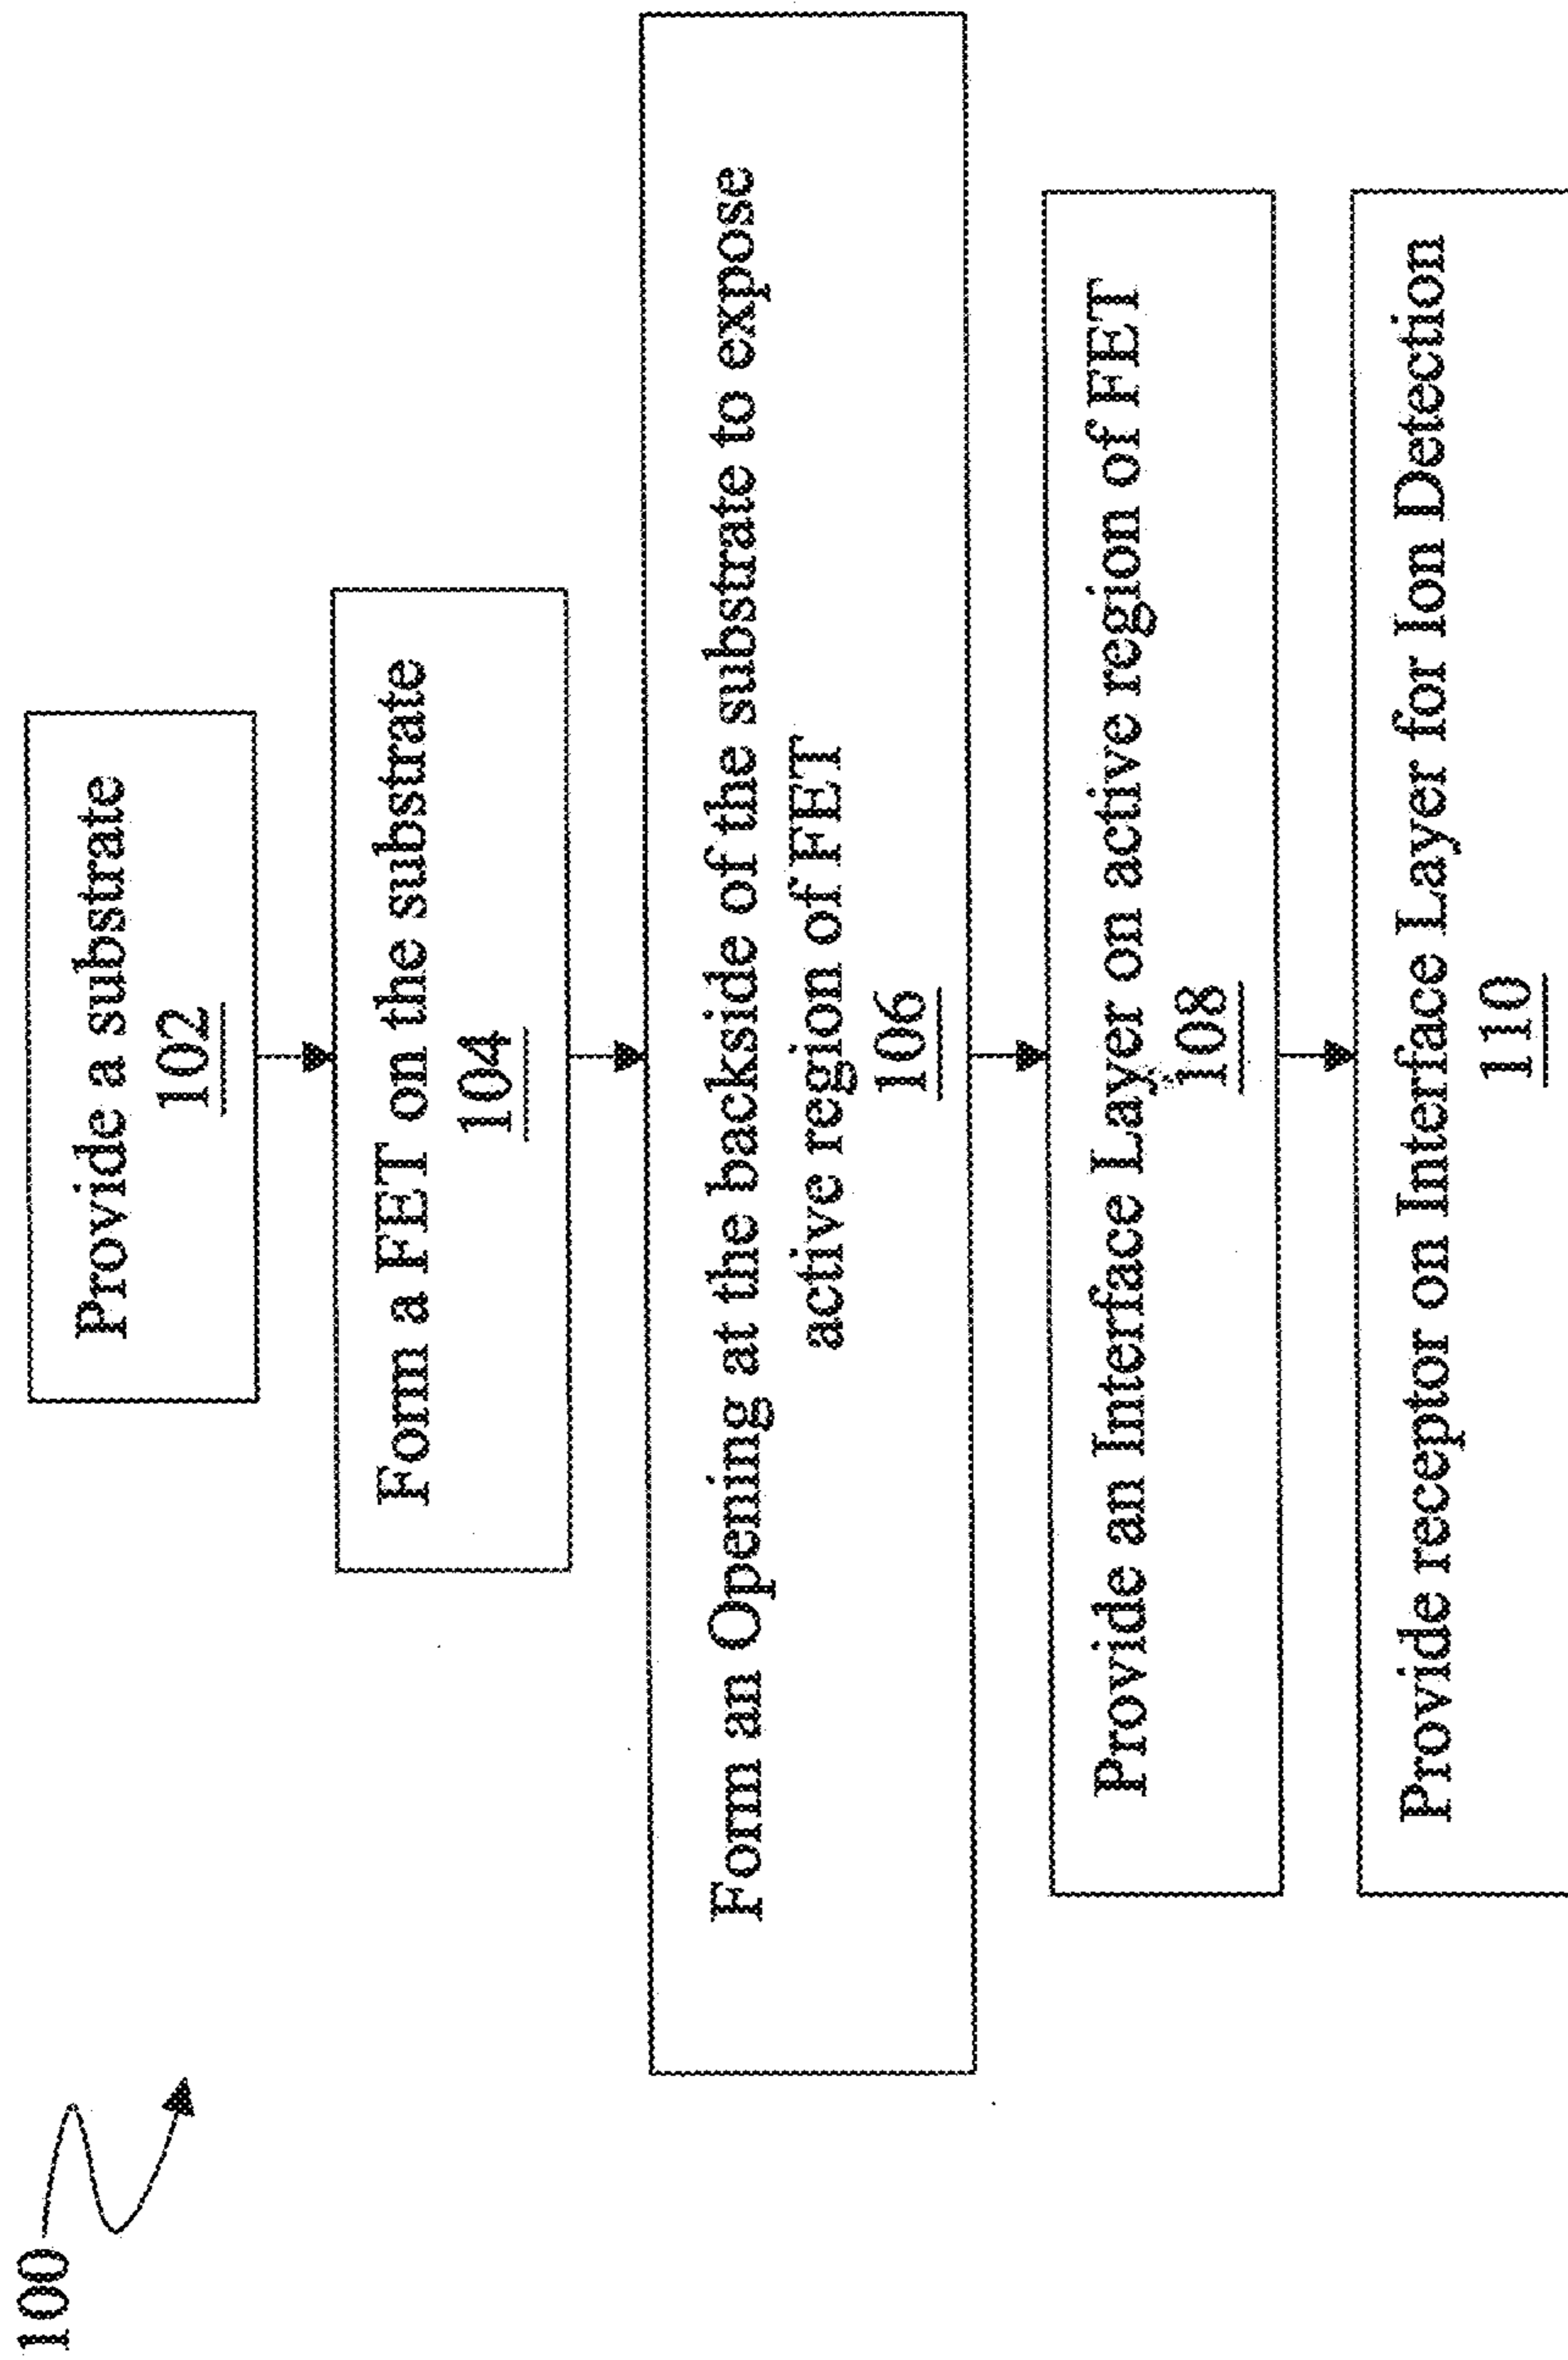 100
Provide a substrate
102
Form a FET on the substrate
104
Form an Opening at the backside of the substrate to expose
active region of FET
106
Provide an Interface Layer on active region of FET
108
Provide receptor on Interface Layer for Ion Detection
110